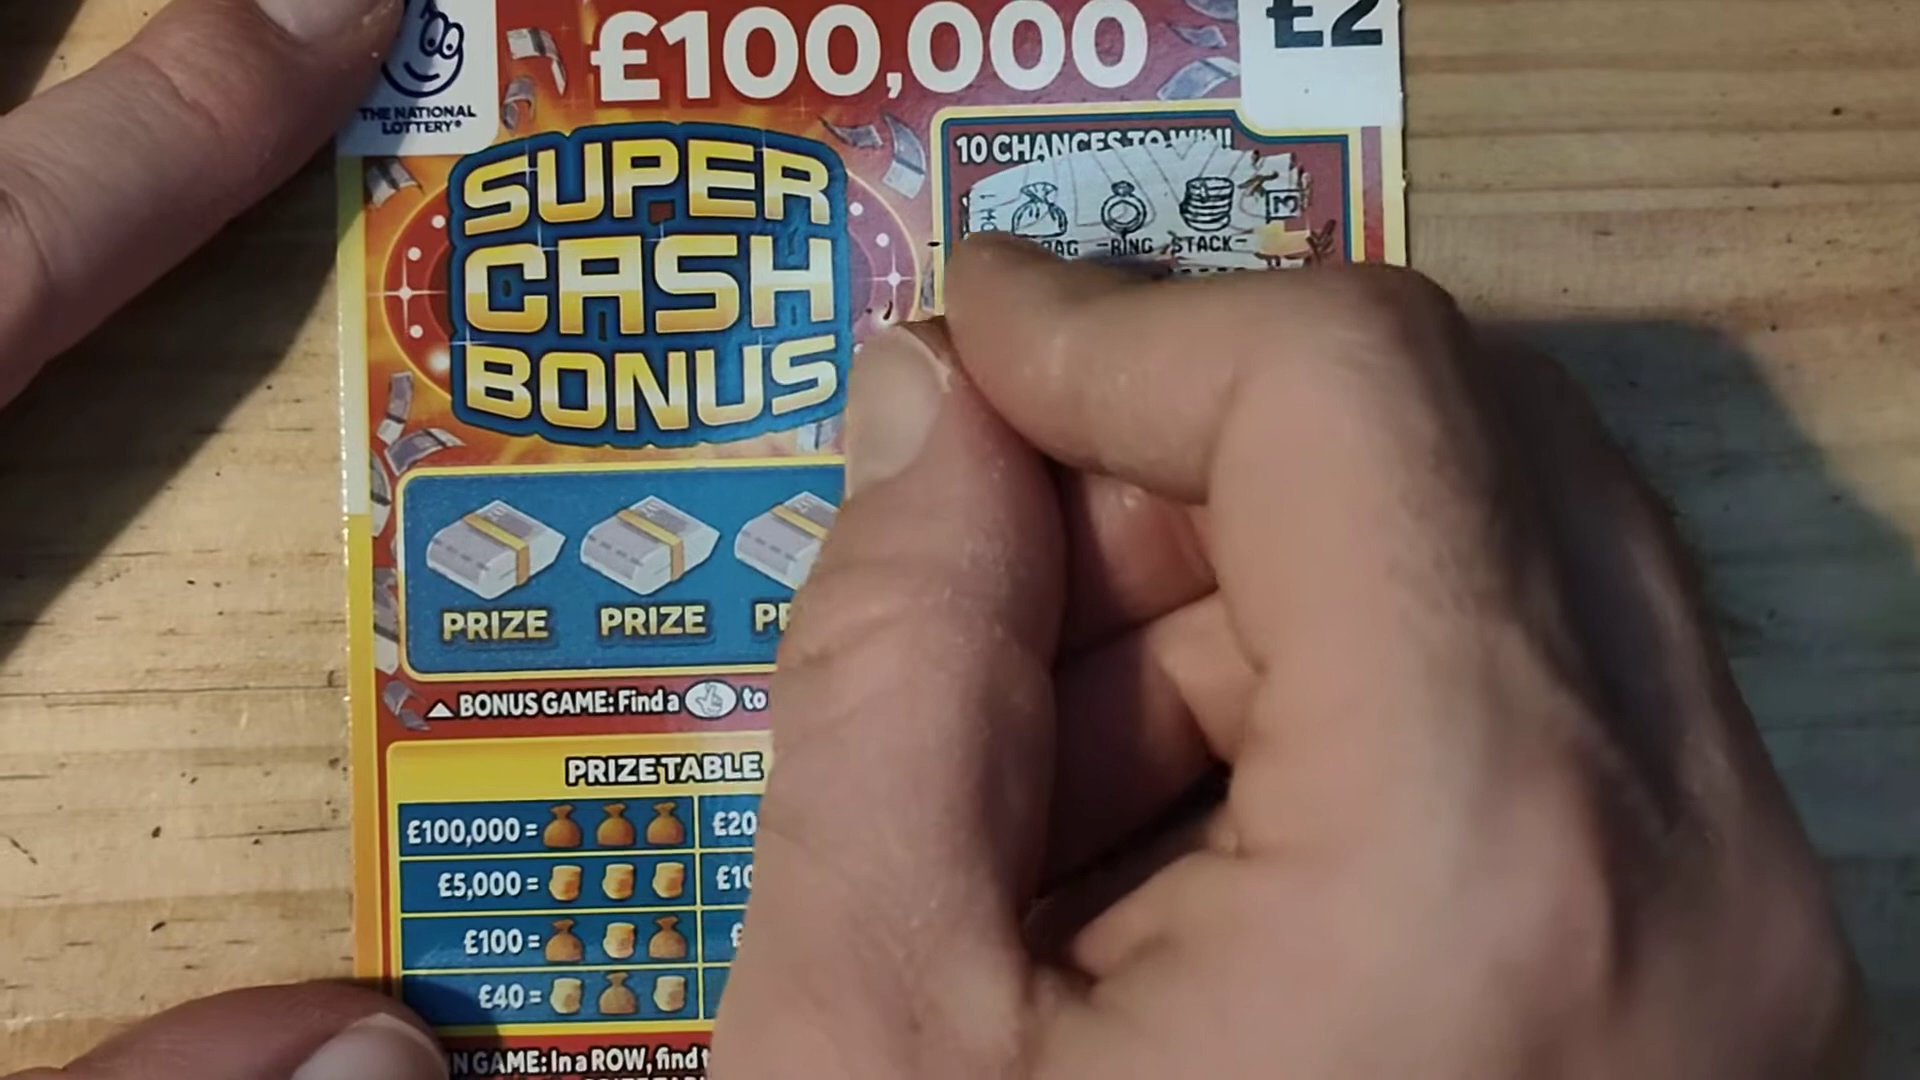 £100,000
£2
THE NATIONAL
LOTTERY®
SUPER
CASH
BONUS
10 CHANCES TO WIN!
RING STACK
3
PRIZE PRIZE
BONUS GAME: Find a to
PRIZE TABLE
£100,000 =
£5,000 =
£100 =
£40 =
GAME: In a ROW, find